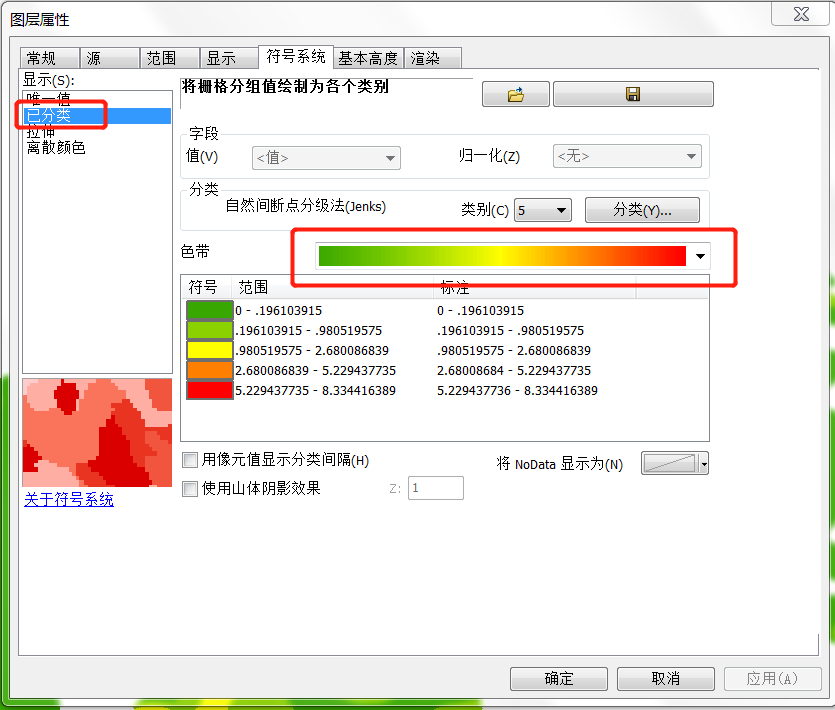 图层属性
常规 源 范围 显示 符号系统 基本高度 渲染
显示(S):
唯一值
已分类
拉伸
离散颜色
将栅格分组值绘制为各个类别
字段
值(V) <值> 归一化(Z) <无>
分类
自然间断点分级法(Jenks) 类别(C) 5 分类(Y)...
色带
符号 范围 标注
0 - .196103915 0 - .196103915
.196103915 - .980519575 .196103915 - .980519575
.980519575 - 2.680086839 .980519575 - 2.680086839
2.680086839 - 5.229437735 2.68008684 - 5.229437735
5.229437735 - 8.334416389 5.229437736 - 8.334416389
用像元值显示分类间隔(H) 将 NoData 显示为(N)
使用山体阴影效果 Z: 1
关于符号系统
确定 取消 应用(A)